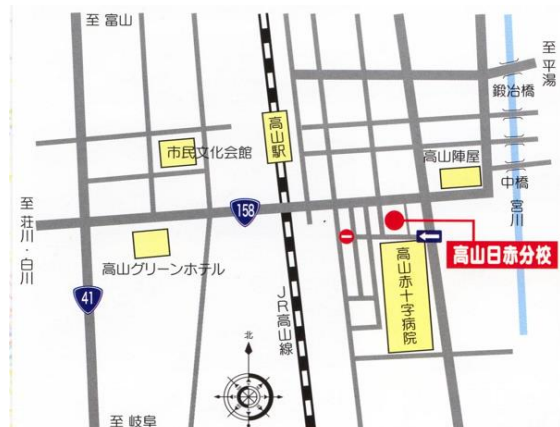 至 富山
至 平湯
鍛冶橋
高山駅
市民文化会館
高山陣屋
中橋
宮川
至 荘川・白川
158
高山日赤分校
高山グリーンホテル
高山赤十字病院
41
JR高山線
北
至 岐阜